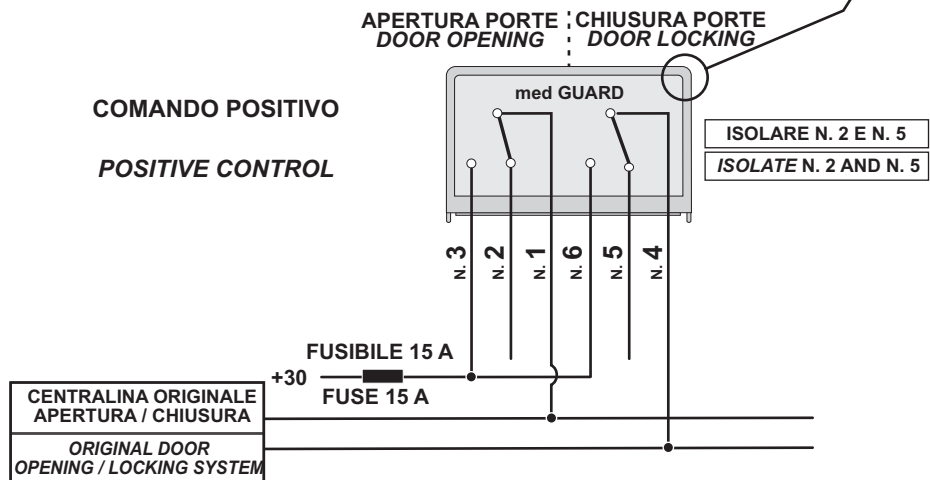 APERTURA PORTE
DOOR OPENING
CHIUSURA PORTE
DOOR LOCKING
med GUARD
COMANDO POSITIVO
POSITIVE CONTROL
ISOLARE N. 2 E N. 5
ISOLATE N. 2 AND N. 5
N. 3
N. 2
N. 1
N. 6
N. 5
N. 4
FUSIBILE 15 A
+30
FUSE 15 A
CENTRALINA ORIGINALE
APERTURA / CHIUSURA
ORIGINAL DOOR
OPENING / LOCKING SYSTEM